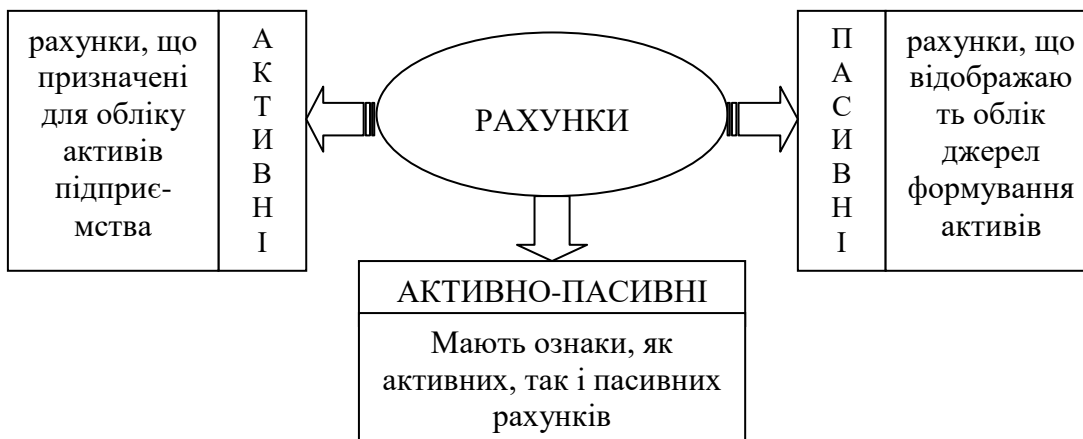 рахунки, що
призначені
для обліку
активів
підприє-
мства
А
К
Т
И
В
Н
І
РАХУНКИ
П
А
С
И
В
Н
І
рахунки, що
відображаю
ть облік
джерел
формування
активів
АКТИВНО-ПАСИВНІ
Мають ознаки, як
активних, так і пасивних
рахунків